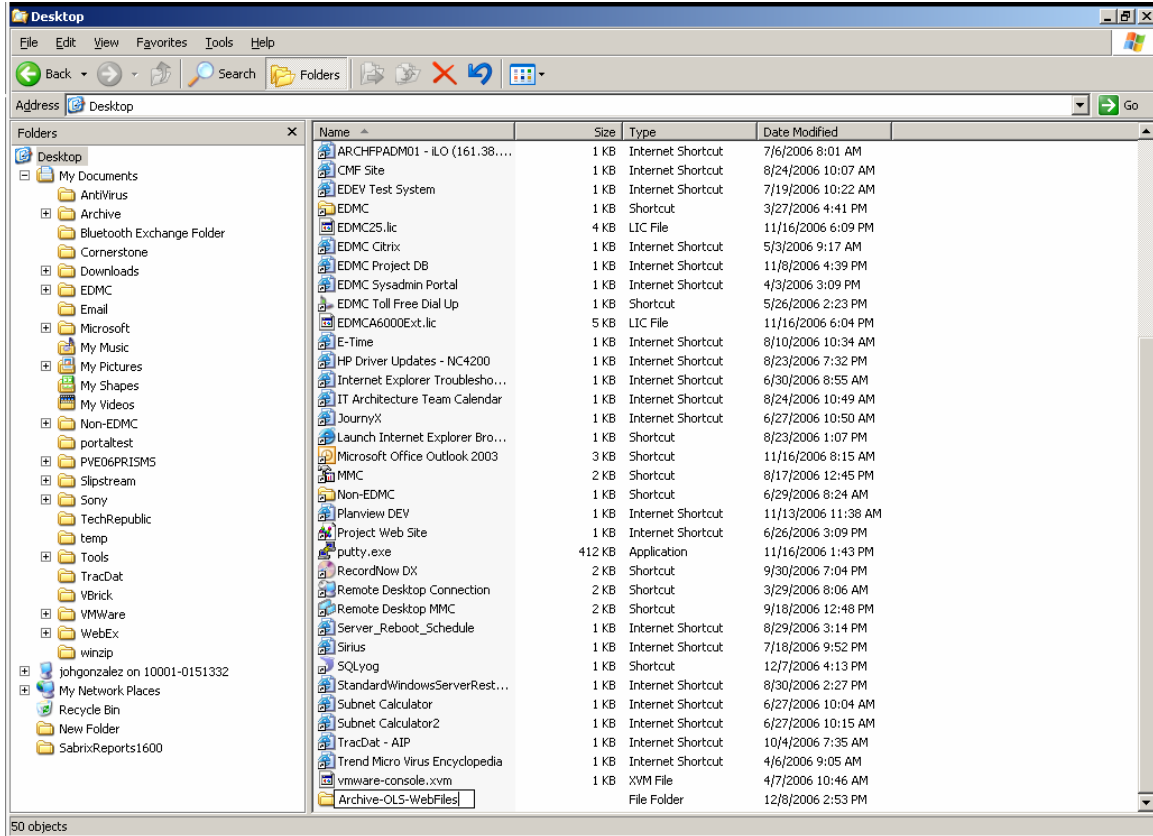 Desktop
File Edit View Favorites Tools Help
Back Search Folders
Address Desktop Go
Folders x Name Size Type Date Modified
Desktop
My Documents
AntiVirus
Archive
Bluetooth Exchange Folder
Cornerstone
Downloads
EDMC
Email
Microsoft
My Music
My Pictures
My Shapes
My Videos
Non-EDMC
portaltest
PVE06PRISMS
Slipstream
Sony
TechRepublic
temp
Tools
TracDat
VBrick
VMWare
WebEx
winzip
johgonzalez on 10001-0151332
My Network Places
Recycle Bin
New Folder
SabrixReports1600
ARCHFPADM01 - iLO (161.38.... 1 KB Internet Shortcut 7/6/2006 8:01 AM
CMF Site 1 KB Internet Shortcut 8/24/2006 10:07 AM
EDEV Test System 1 KB Internet Shortcut 7/19/2006 10:22 AM
EDMC 1 KB Shortcut 3/27/2006 4:41 PM
EDMC25.lic 4 KB LIC File 11/16/2006 6:09 PM
EDMC Citrix 1 KB Internet Shortcut 5/3/2006 9:17 AM
EDMC Project DB 1 KB Internet Shortcut 11/8/2006 4:39 PM
EDMC Sysadmin Portal 1 KB Internet Shortcut 4/3/2006 3:09 PM
EDMC Toll Free Dial Up 1 KB Shortcut 5/26/2006 2:23 PM
EDMCA6000Ext.lic 5 KB LIC File 11/16/2006 6:04 PM
E-Time 1 KB Internet Shortcut 8/10/2006 10:34 AM
HP Driver Updates - NC4200 1 KB Internet Shortcut 8/23/2006 7:32 PM
Internet Explorer Troublesho... 1 KB Internet Shortcut 6/30/2006 8:55 AM
IT Architecture Team Calendar 1 KB Internet Shortcut 8/24/2006 10:49 AM
JournyX 1 KB Internet Shortcut 6/27/2006 10:50 AM
Launch Internet Explorer Bro... 1 KB Shortcut 8/23/2006 1:07 PM
Microsoft Office Outlook 2003 3 KB Shortcut 11/16/2006 8:15 AM
MMC 2 KB Shortcut 8/17/2006 12:45 PM
Non-EDMC 1 KB Shortcut 6/29/2006 8:24 AM
Planview DEV 1 KB Internet Shortcut 11/13/2006 11:38 AM
Project Web Site 1 KB Internet Shortcut 6/26/2006 3:09 PM
putty.exe 412 KB Application 11/16/2006 1:43 PM
RecordNow DX 2 KB Shortcut 9/30/2006 7:04 PM
Remote Desktop Connection 2 KB Shortcut 3/29/2006 8:06 AM
Remote Desktop MMC 2 KB Shortcut 9/18/2006 12:48 PM
Server_Reboot_Schedule 1 KB Internet Shortcut 8/29/2006 3:14 PM
Sirius 1 KB Internet Shortcut 7/18/2006 9:52 PM
SQLyog 1 KB Shortcut 12/7/2006 4:13 PM
StandardWindowsServerRest... 1 KB Internet Shortcut 8/30/2006 2:27 PM
Subnet Calculator 1 KB Internet Shortcut 6/27/2006 10:04 AM
Subnet Calculator2 1 KB Internet Shortcut 6/27/2006 10:15 AM
TracDat - AIP 1 KB Internet Shortcut 10/4/2006 7:35 AM
Trend Micro Virus Encyclopedia 1 KB Internet Shortcut 4/6/2006 9:05 AM
vmware-console.xvm 1 KB XVM File 4/7/2006 10:46 AM
Archive-OLS-WebFiles File Folder 12/8/2006 2:53 PM
50 objects